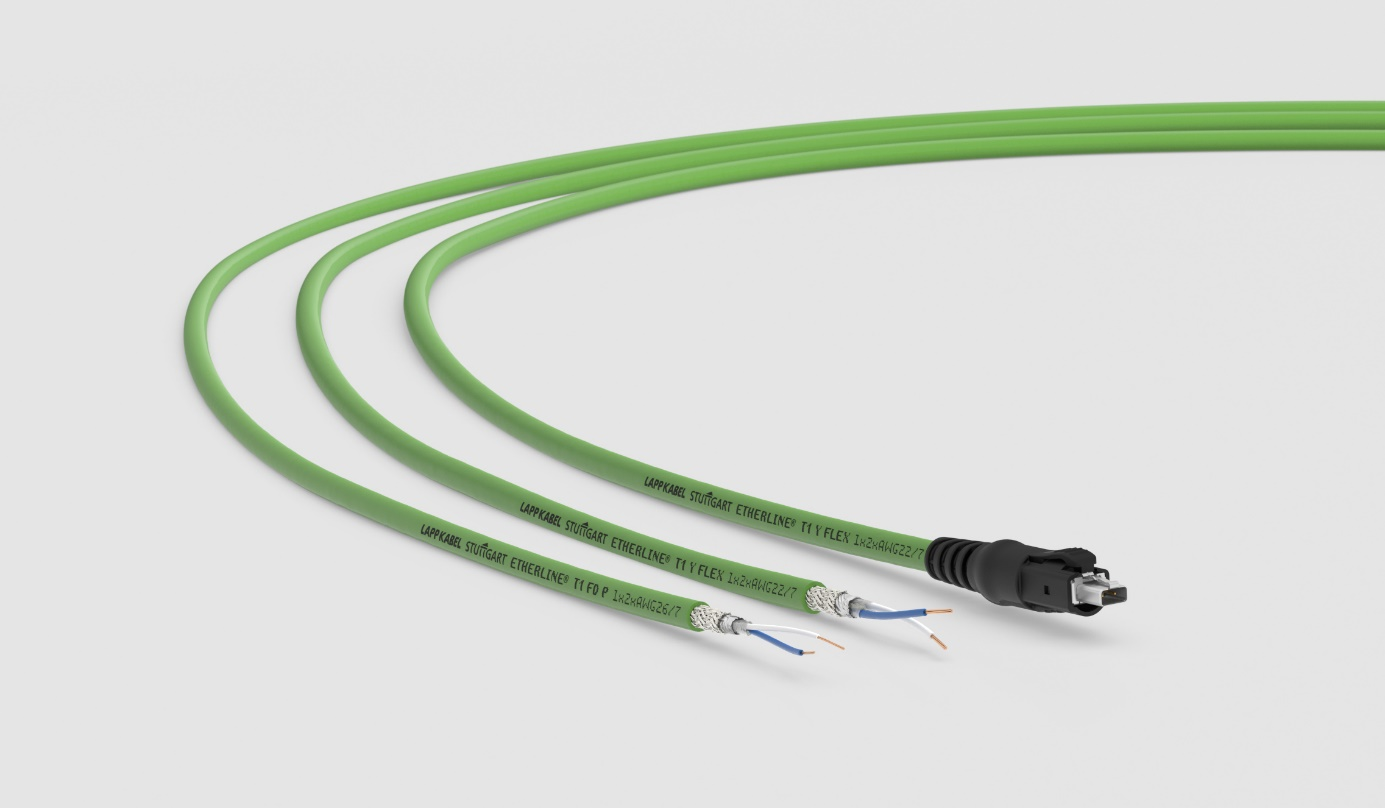 LAPPKABEL STUTTGART ETHERLINE® T1 Y FLEX 1x2xAWG22/7
LAPPKABEL STUTTGART ETHERLINE® T1 Y FLEX 1x2xAWG22/7
LAPPKABEL STUTTGART ETHERLINE® T1 FD P 1x2xAWG26/7